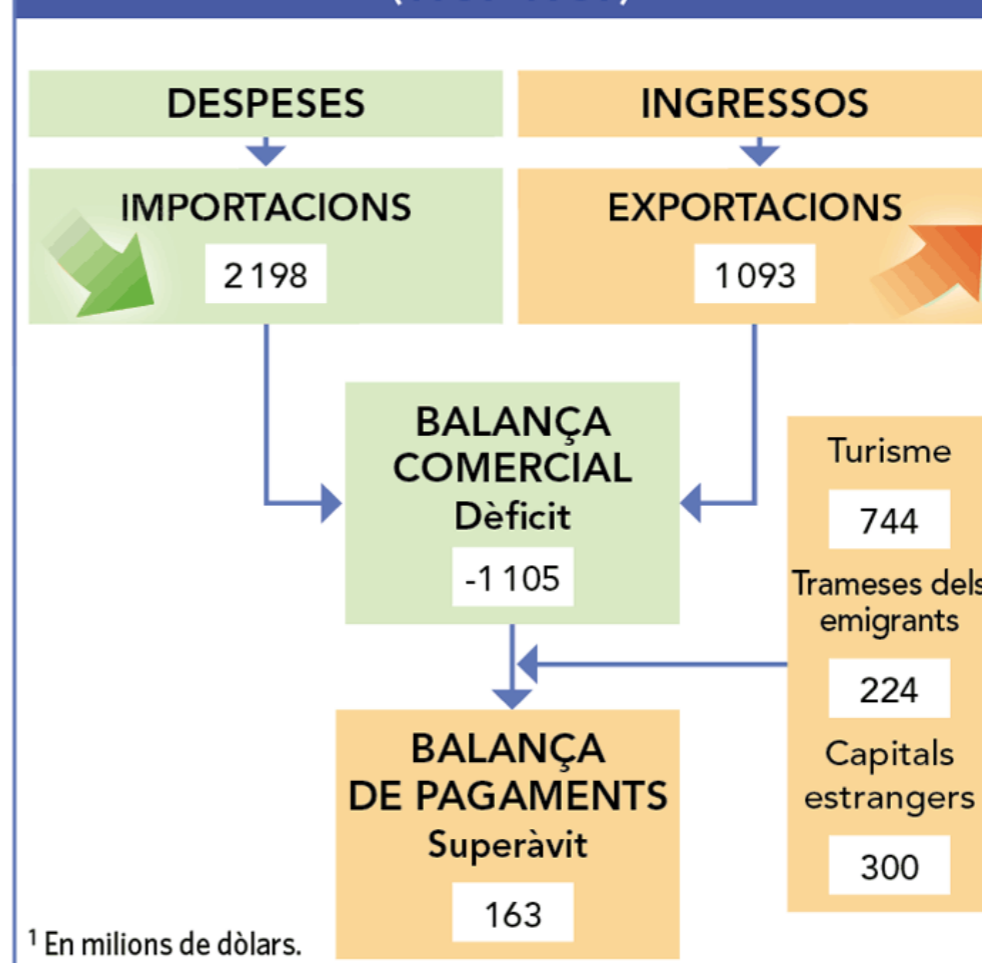 DESPESES
INGRESSOS
IMPORTACIONS
2 198
EXPORTACIONS
1 093
BALANÇA
COMERCIAL
Dèficit
-1 105
Turisme
744
Trameses dels
emigrants
224
Capitals
estrangers
300
BALANÇA
DE PAGAMENTS
Superàvit
163
¹ En milions de dòlars.